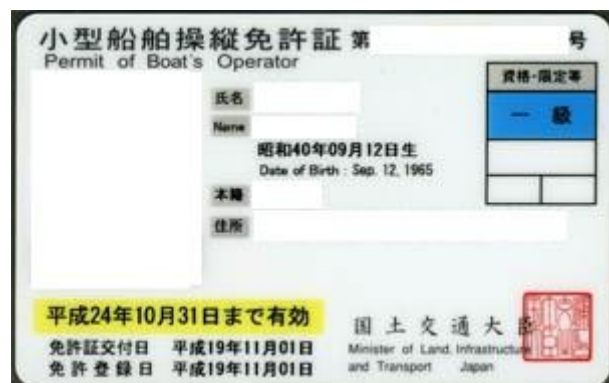 小型船舶操縦免許証 第 号
Permit of Boat's Operator
資格・限定等
一級
氏名
Name
昭和40年09月12日生
Date of Birth : Sep. 12, 1965
本籍
住所
平成24年10月31日まで有効
免許証交付日 平成19年11月01日
免許登録日 平成19年11月01日
国土交通大臣
Minister of Land, Infrastructure
and Transport Japan